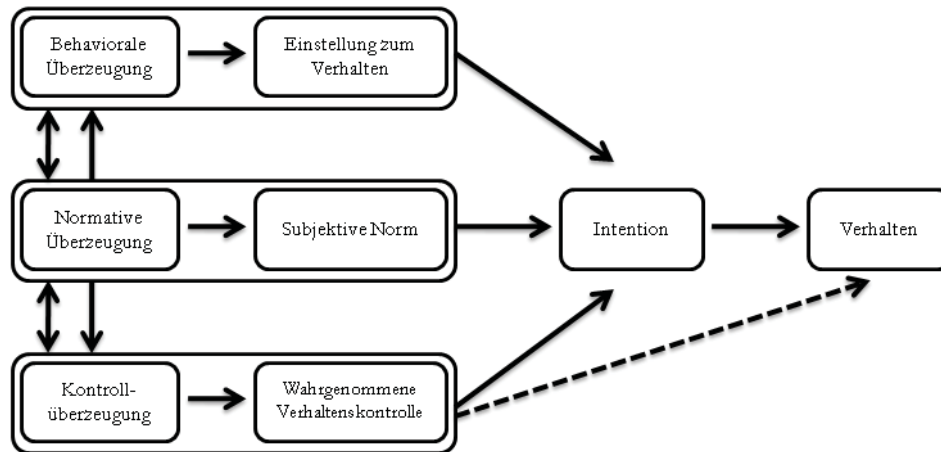 Behaviorale
Überzeugung
Einstellung zum
Verhalten
Normative
Überzeugung
Subjektive Norm
Intention
Verhalten
Kontroll-
überzeugung
Wahrgenommene
Verhaltenskontrolle